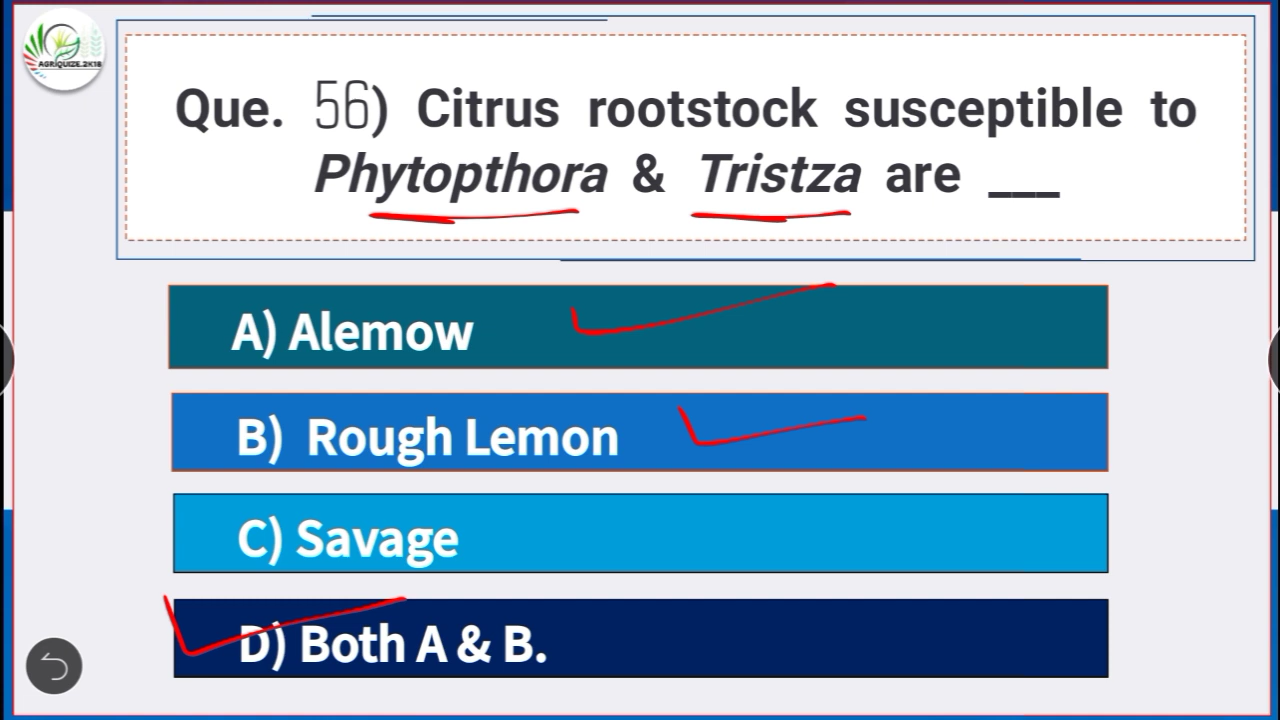 AGRIQUIZE.2K18
Que. 56) Citrus rootstock susceptible to
Phytopthora & Tristza are ___
A) Alemow
B) Rough Lemon
C) Savage
D) Both A & B.